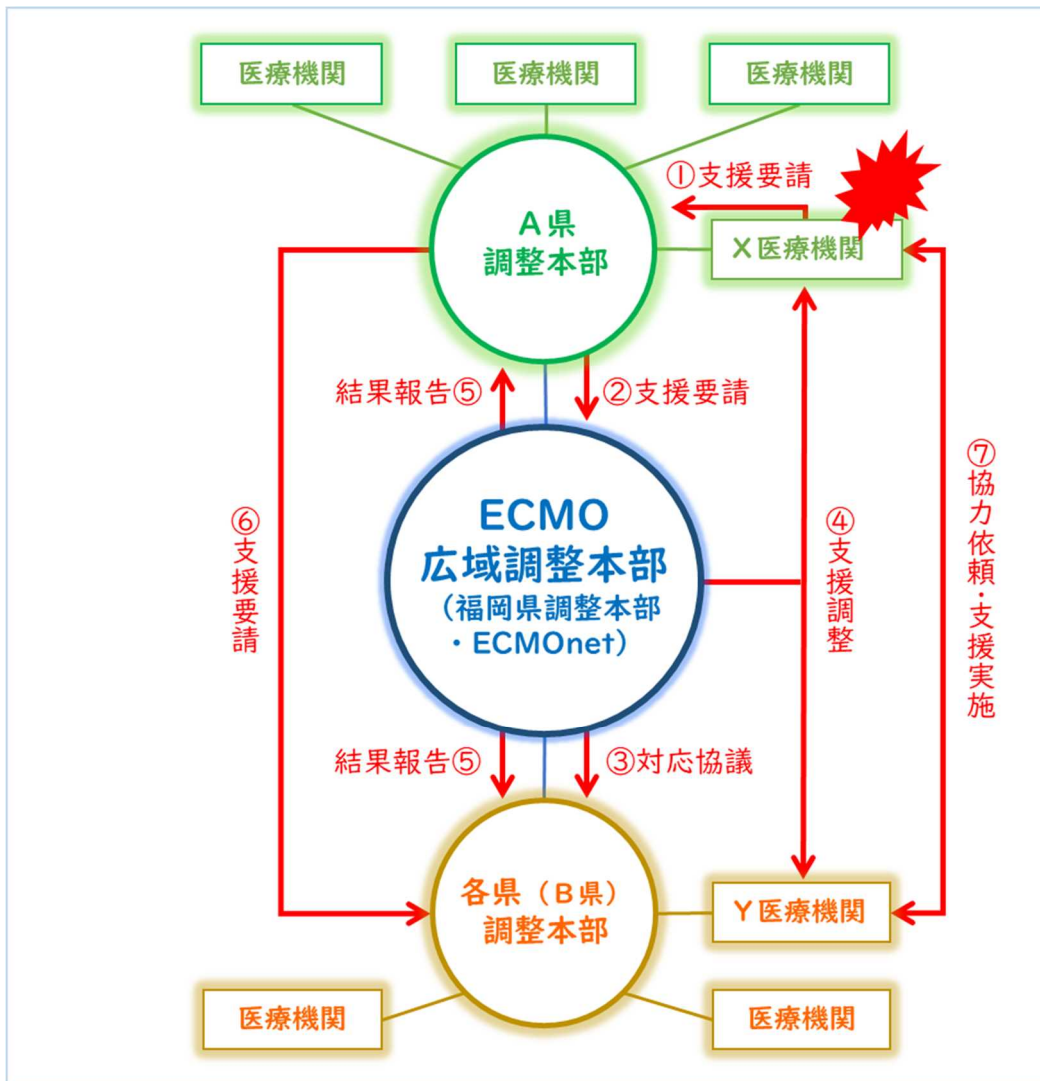 医療機関
医療機関
医療機関
①支援要請
A県
調整本部
X医療機関
結果報告⑤
②支援要請
ECMO
広域調整本部
(福岡県調整本部
・ECMOnet)
⑥支援要請
④支援調整
⑦協力依頼・支援実施
結果報告⑤
③対応協議
各県(B県)
調整本部
Y医療機関
医療機関
医療機関